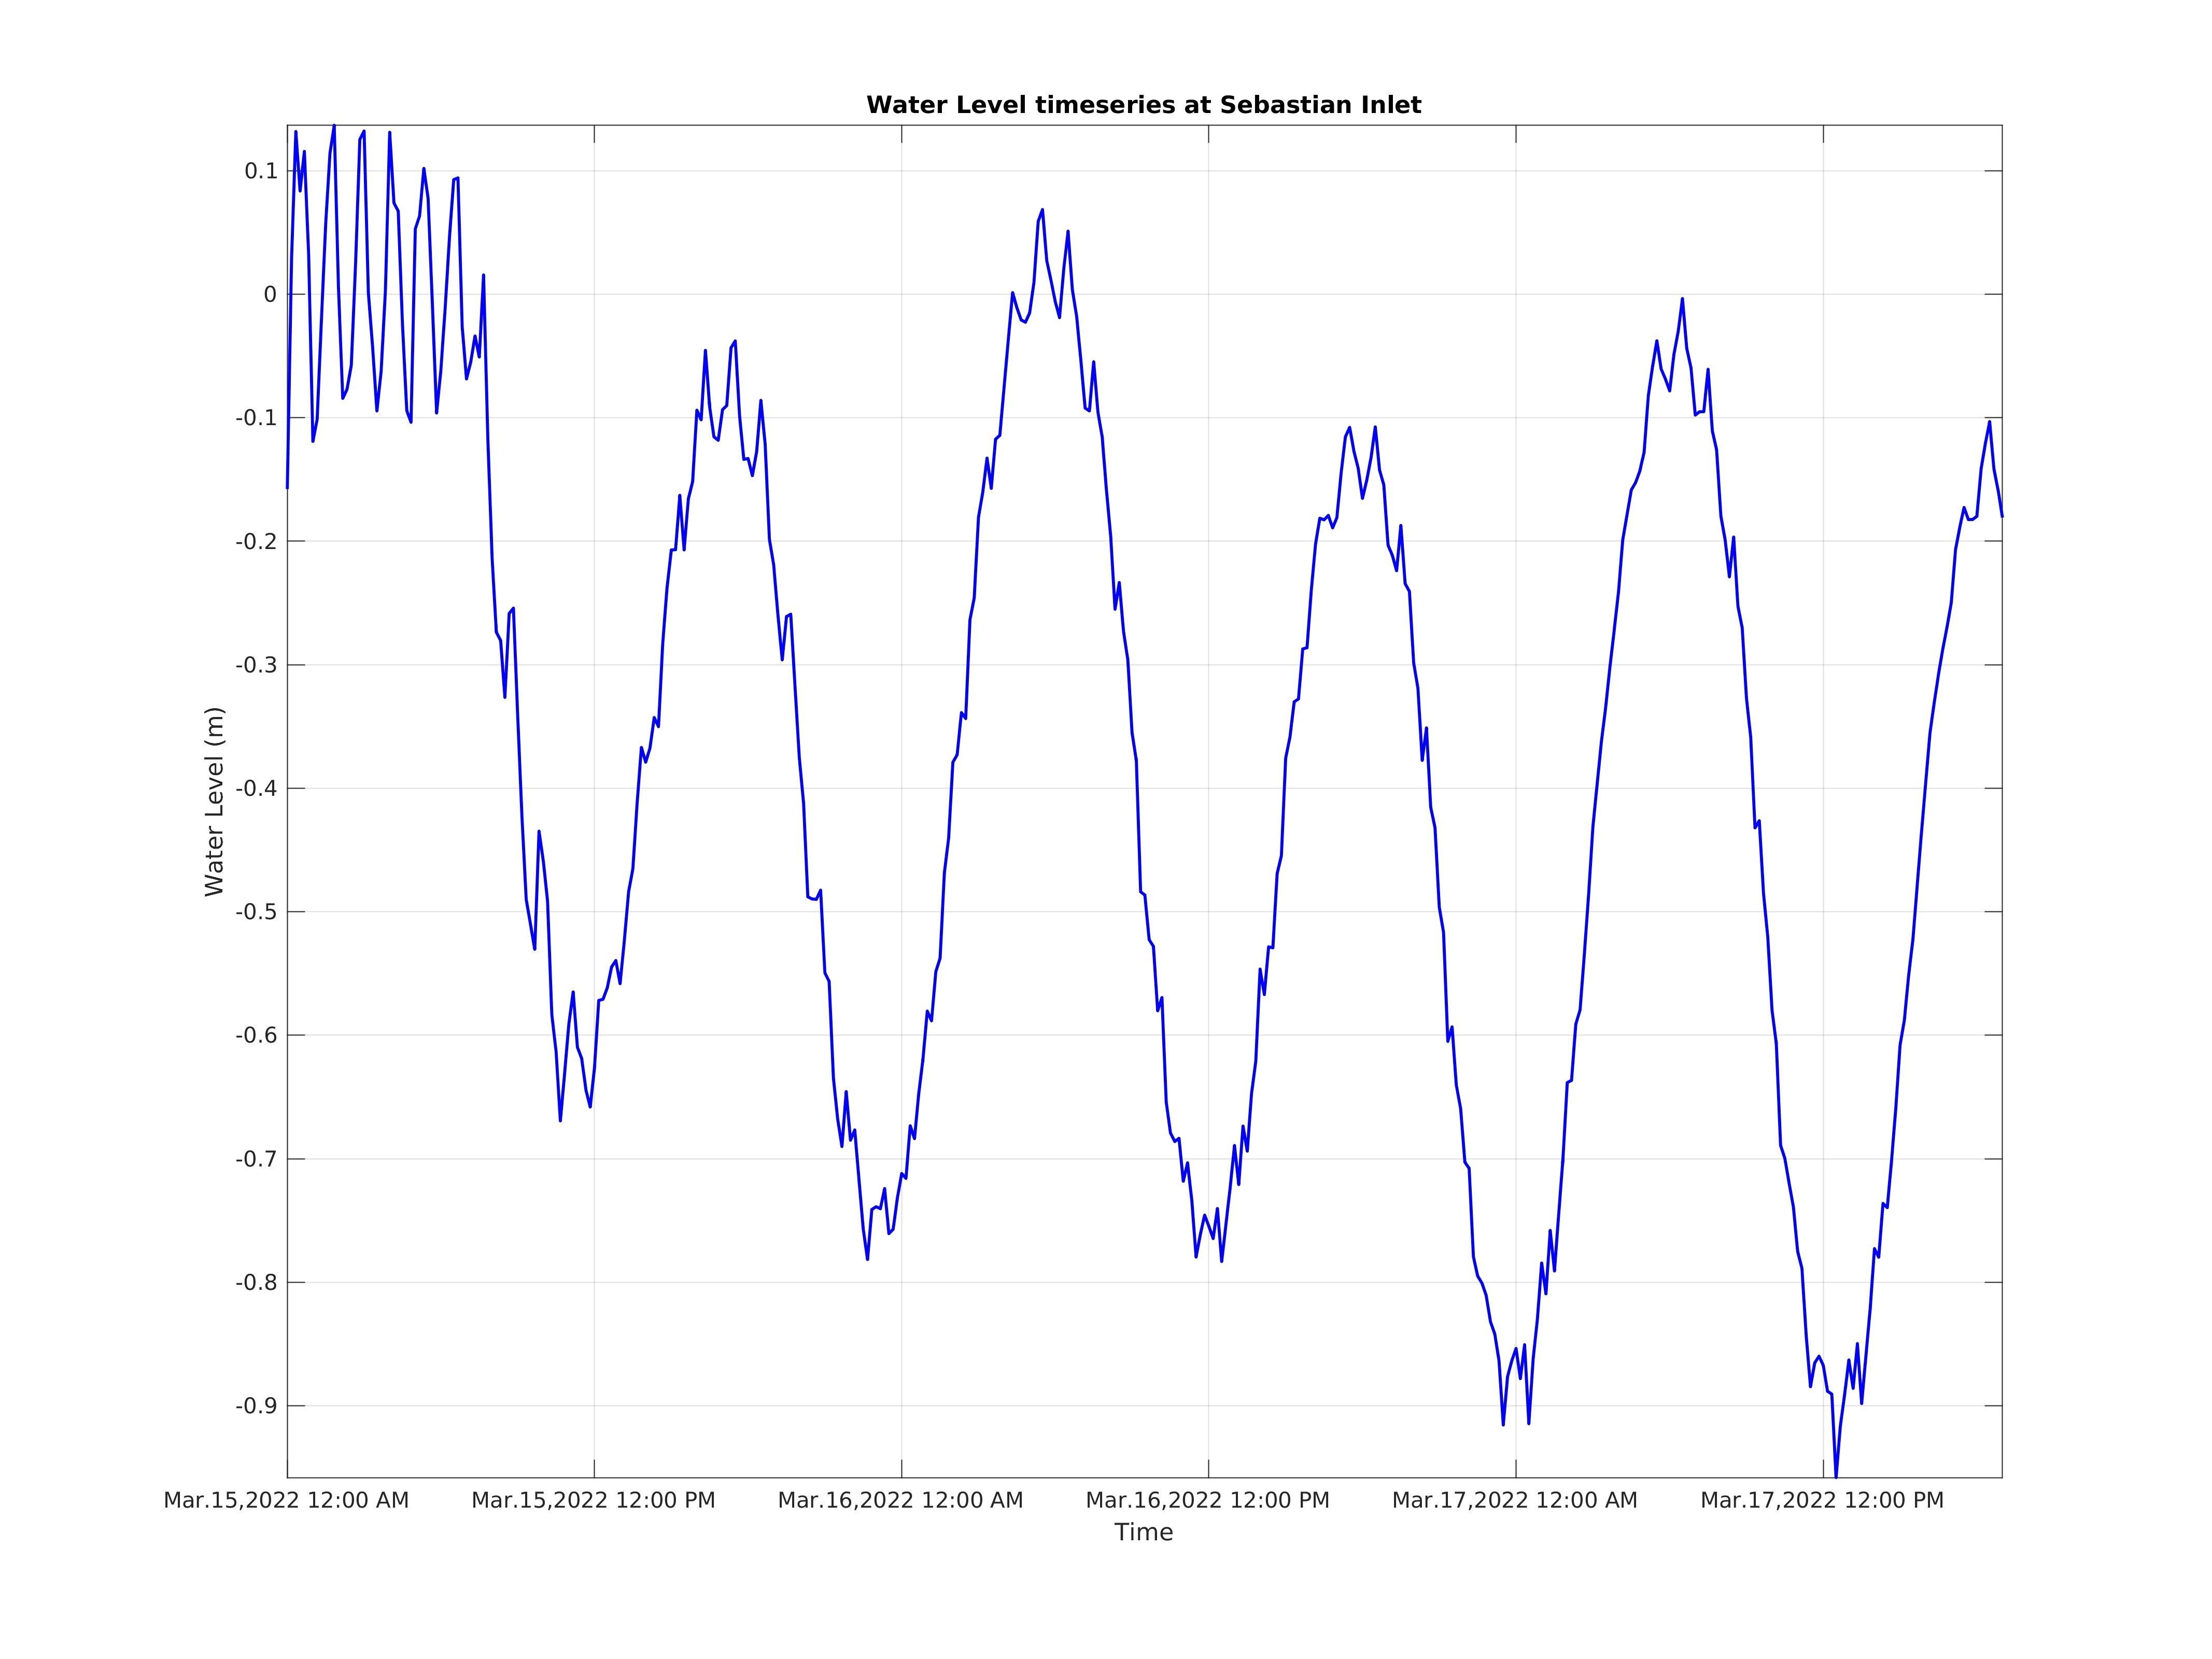 Water Level timeseries at Sebastian Inlet
0.1
0
-0.1
-0.2
-0.3
-0.4
-0.5
-0.6
-0.7
-0.8
-0.9
Water Level (m)
Mar.15,2022 12:00 AM
Mar.15,2022 12:00 PM
Mar.16,2022 12:00 AM
Mar.16,2022 12:00 PM
Mar.17,2022 12:00 AM
Mar.17,2022 12:00 PM
Time